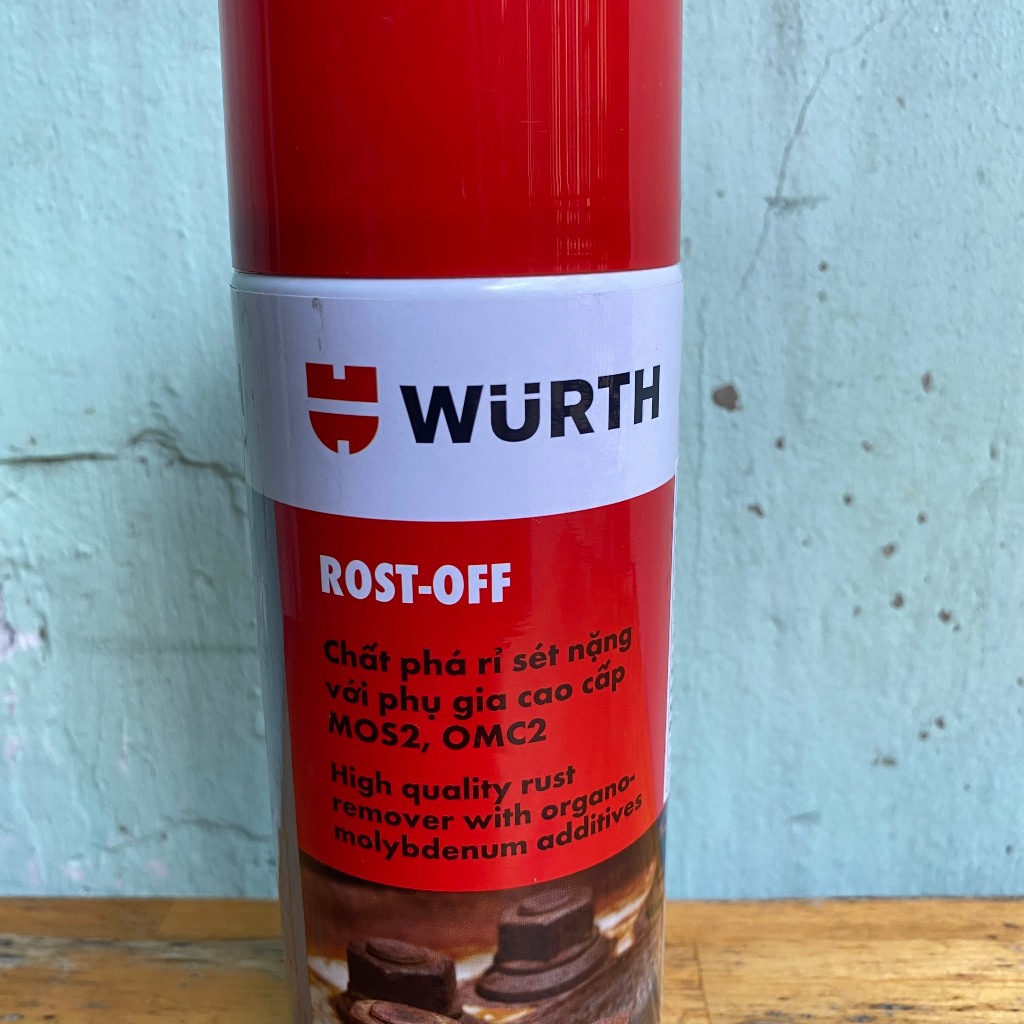 WÜRTH
ROST-OFF
Chất phá rỉ sét nặng
với phụ gia cao cấp
MOS2, OMC2
High quality rust
remover with organo-
molybdenum additives